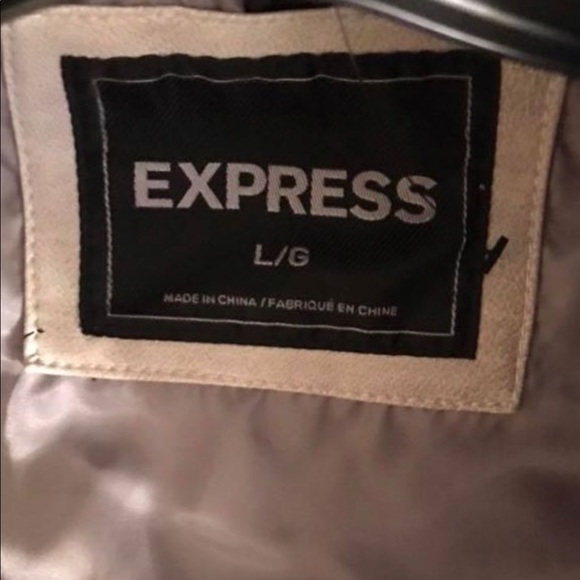 EXPRESS
L/G
MADE IN CHINA / FABRIQUÉ EN CHINE